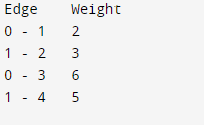 Edge Weight
0 - 1 2
1 - 2 3
0 - 3 6
1 - 4 5